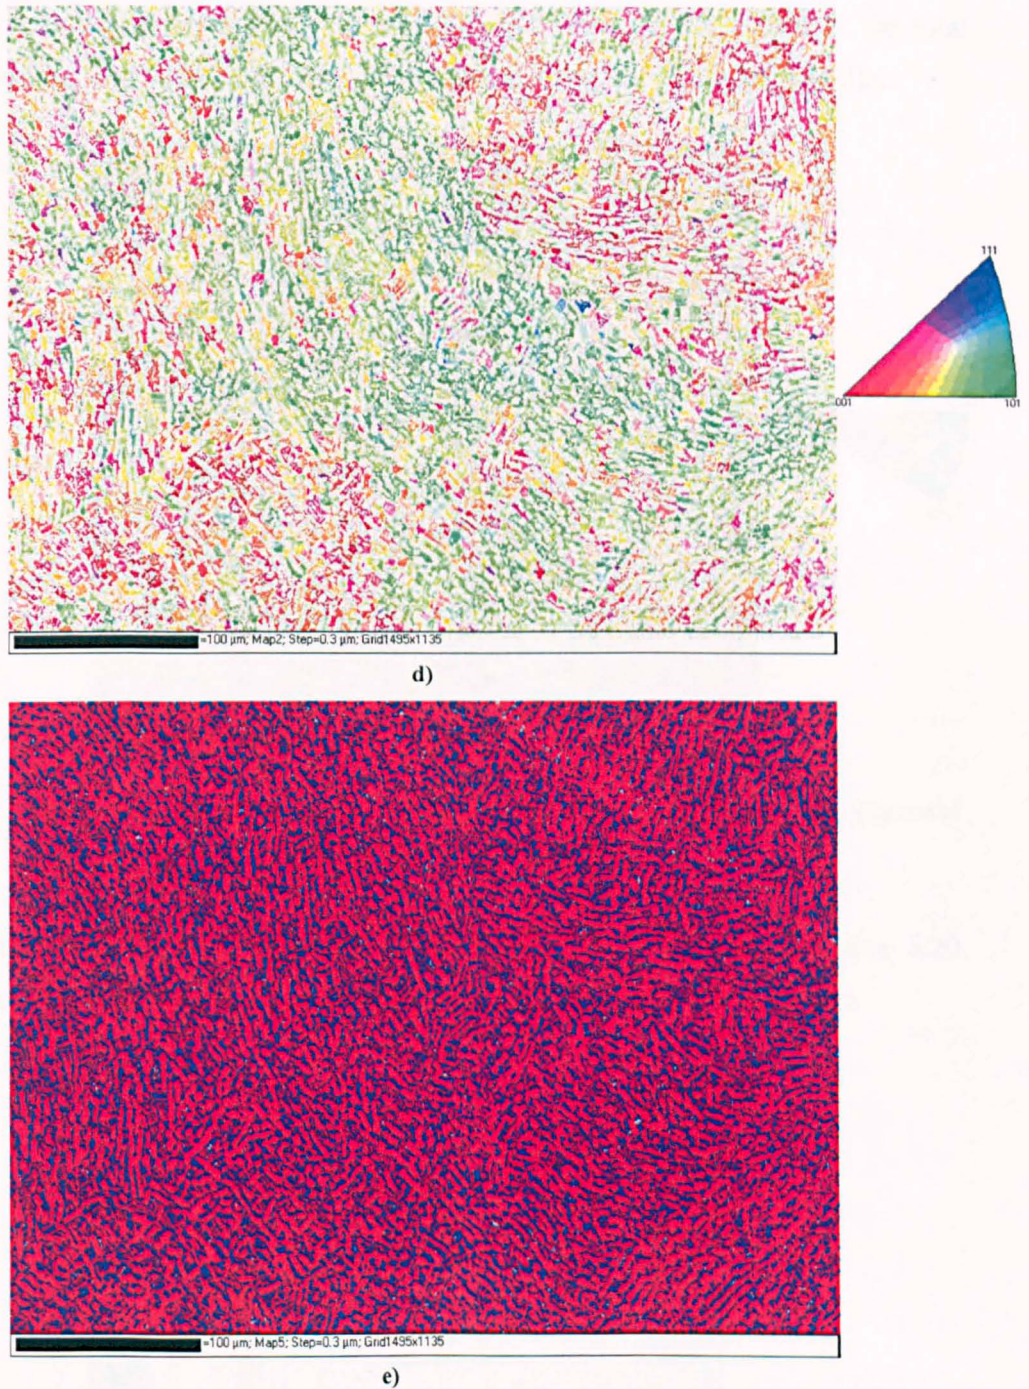 111
001
101
=100 µm; Map2; Step=0.3 µm; Grid1495x1135
d)
=100 µm; Map5; Step=0.3 µm; Grid1495x1135
e)